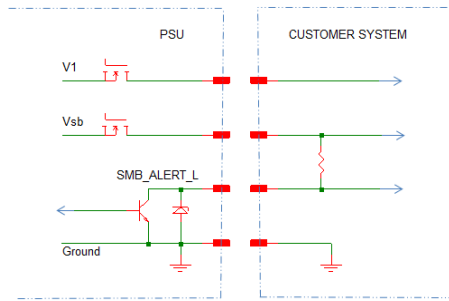 PSU
CUSTOMER SYSTEM
V1
Vsb
SMB_ALERT_L
Ground